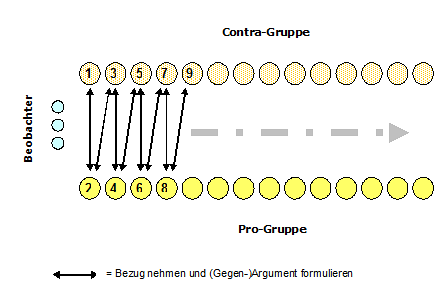 Contra-Gruppe
1 3 5 7 9
Beobachter
2 4 6 8
Pro-Gruppe
= Bezug nehmen und (Gegen-)Argument formulieren